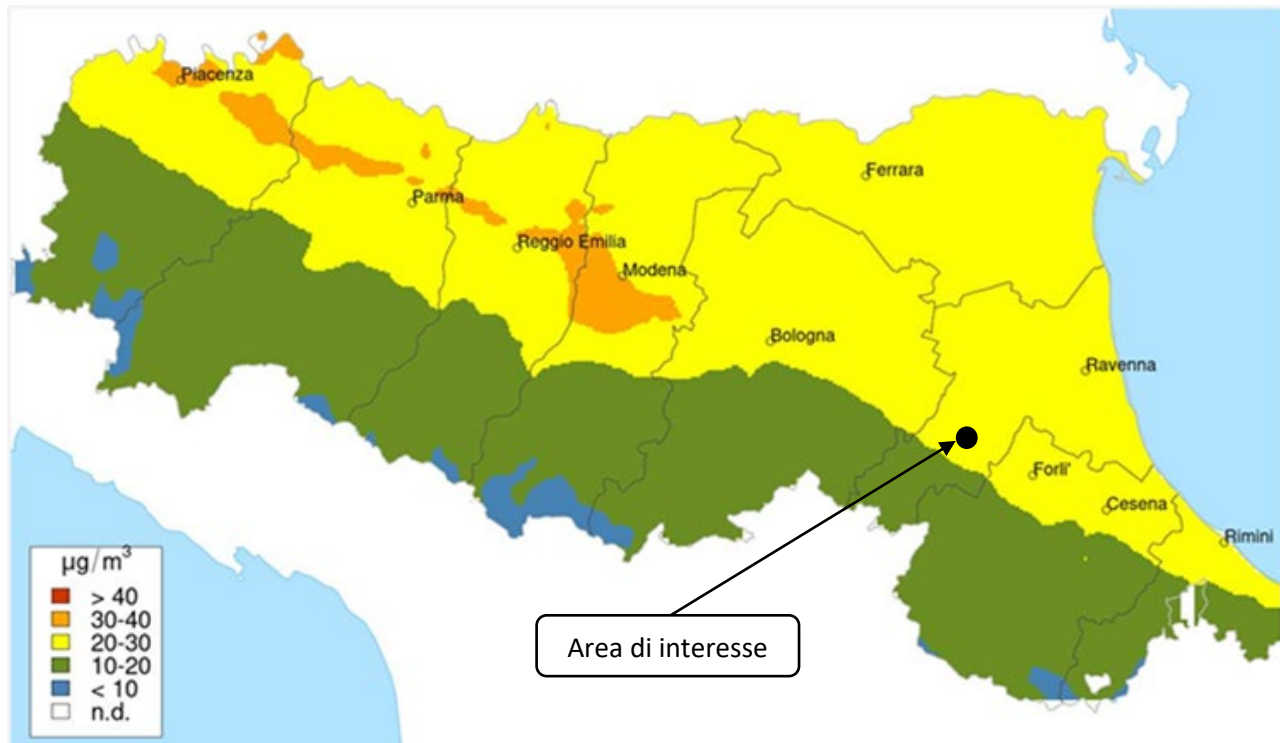 Piacenza
Ferrara
Parma
Reggio Emilia
Modena
Bologna
Ravenna
Forli'
Cesena
Rimini
Area di interesse
µg/m³
> 40
30-40
20-30
10-20
< 10
n.d.